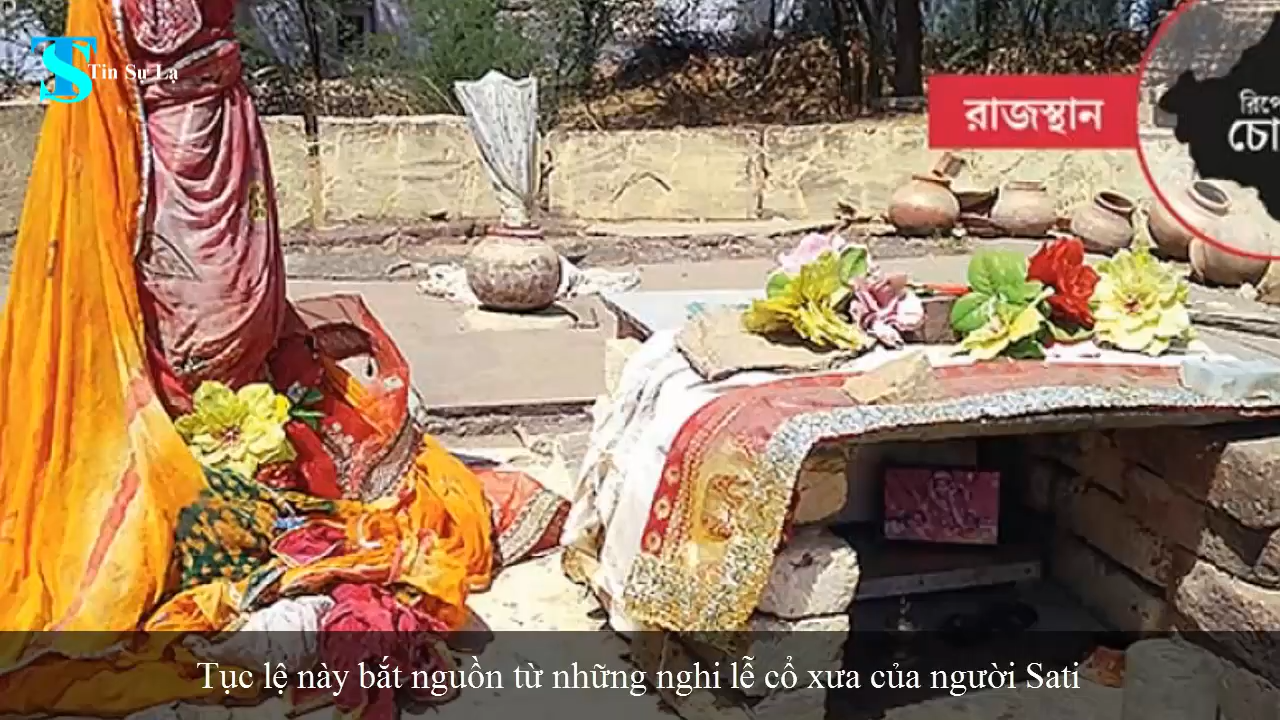 Tin Sự Lạ
রাজস্থান
Tục lệ này bắt nguồn từ những nghi lễ cổ xưa của người Sati